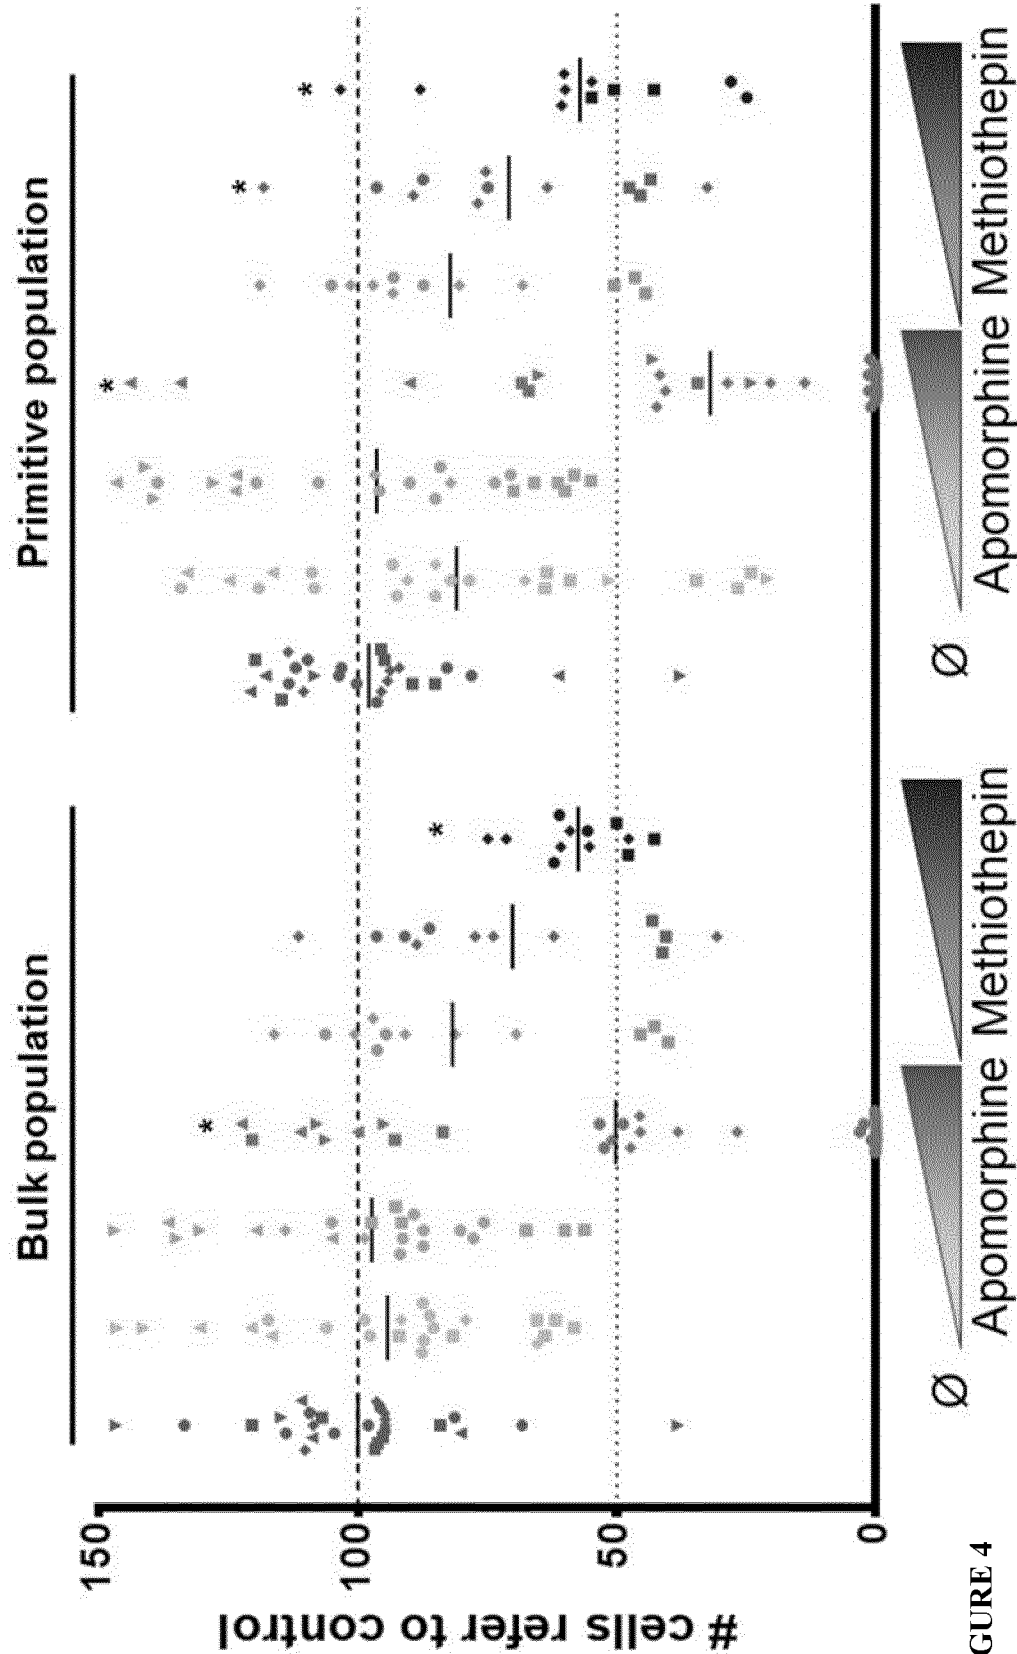 Bulk population
Primitive population
*
*
*
*
*
150
100
50
0
# cells refer to control
Ø
Apomorphine
Methiothepin
Ø
Apomorphine
Methiothepin
GURE 4